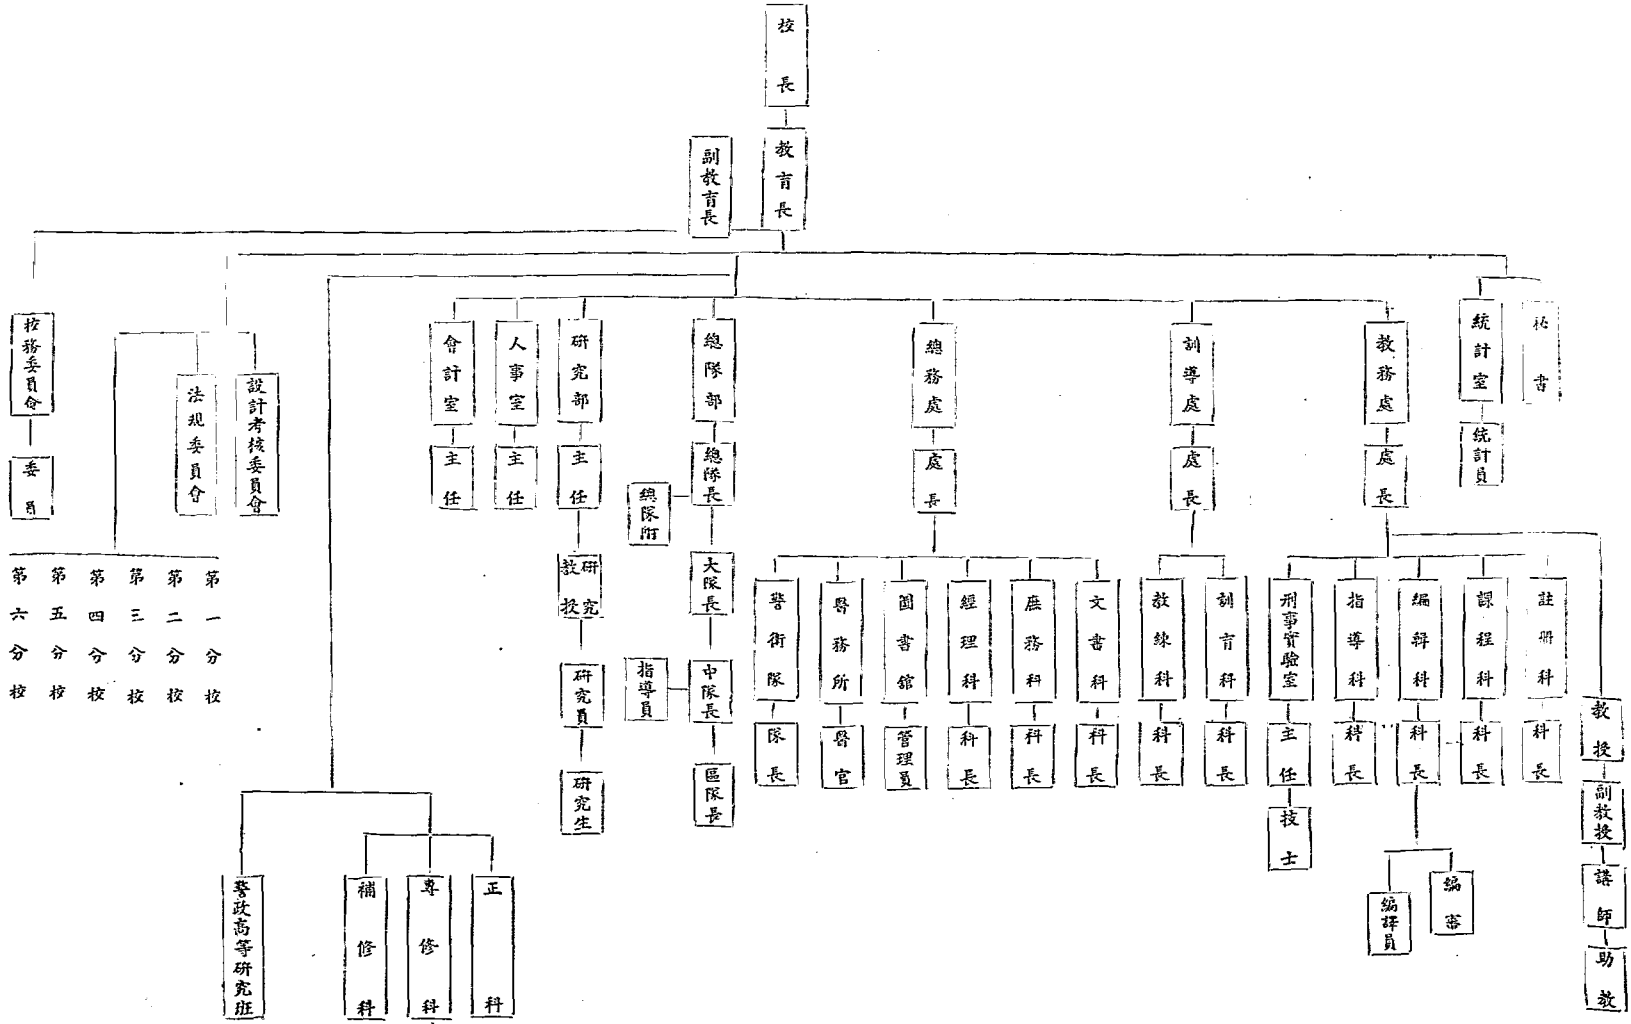 校長
教育長
副教育長
秘書
統計室
統計員
教務處
處長
訓導處
處長
總務處
處長
總隊部
總隊長
總隊附
研究部
主任
人事室
主任
會計室
主任
設計考核委員會
法規委員會
校務委員會
委員
第一分校
第二分校
第三分校
第四分校
第五分校
第六分校
教授
副教授
講師
助教
註冊科
科長
課程科
科長
編輯科
科長
編審
編譯員
指導科
科長
刑事實驗室
主任
技士
訓育科
科長
教練科
科長
文書科
科長
庶務科
科長
經理科
科長
圖書館
管理員
醫務所
醫官
警衛隊
隊長
大隊長
中隊長
指導員
區隊長
研究
教授
研究員
研究生
正科
專修科
補修科
警政高等研究班